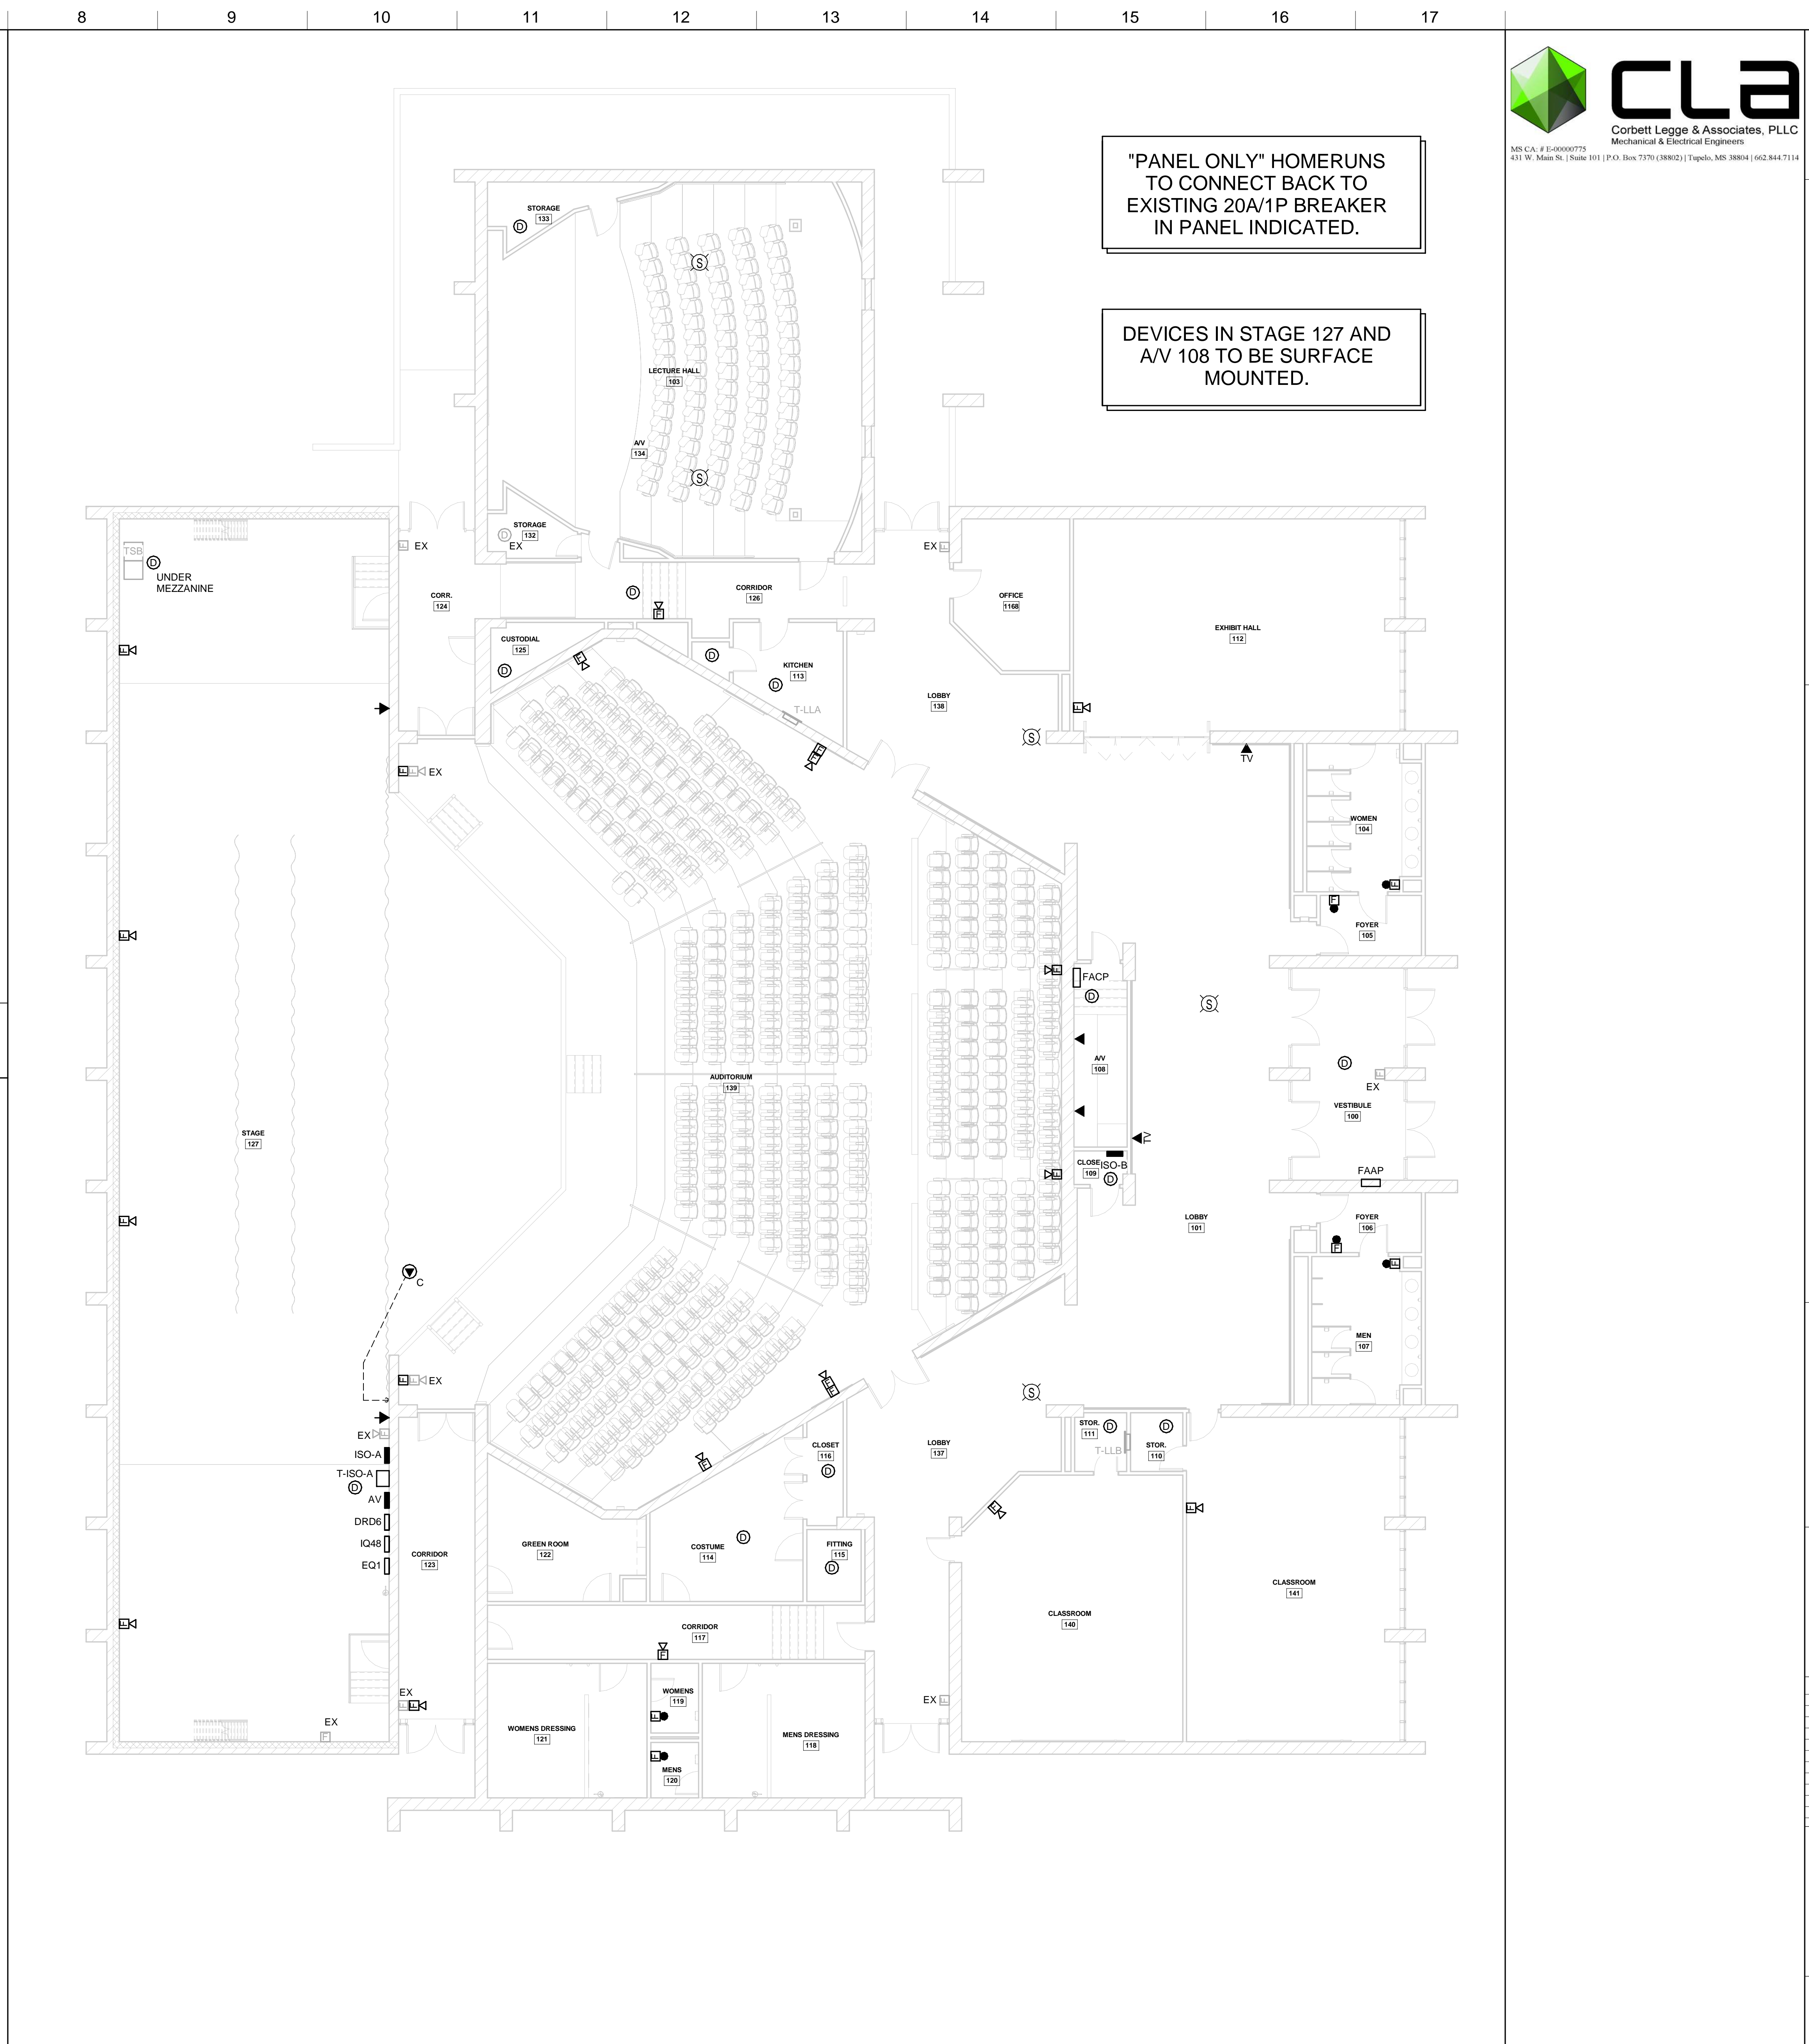 8 9 10 11 12 13 14 15 16 17
CLA
Corbett Legge & Associates, PLLC
Mechanical & Electrical Engineers
MS CA: # E-00000775
431 W. Main St. | Suite 101 | P.O. Box 7370 (38802) | Tupelo, MS 38804 | 662.844.7114
"PANEL ONLY" HOMERUNS
TO CONNECT BACK TO
EXISTING 20A/1P BREAKER
IN PANEL INDICATED.
DEVICES IN STAGE 127 AND
A/V 108 TO BE SURFACE
MOUNTED.
STORAGE
133
D
S
LECTURE HALL
103
A/V
134
S
STORAGE
132
D
EX
TSB
D
UNDER
MEZZANINE
F
EX
F
EX
CORR.
124
D
F
CORRIDOR
126
OFFICE
1168
EXHIBIT HALL
112
CUSTODIAL
125
D
F
D
KITCHEN
113
D
T-LLA
F
F
F
LOBBY
138
F
S
TV
F
F
EX
WOMEN
104
F
F
FOYER
105
F
F
FACP
D
S
A/V
108
D
F
EX
VESTIBULE
100
AUDITORIUM
139
STAGE
127
TV
F
CLOSE
109
ISO-B
D
FAAP
F
LOBBY
101
FOYER
106
F
F
C
MEN
107
F
F
EX
F
F
S
EX
F
ISO-A
T-ISO-A
D
AV
DRD6
IQ48
EQ1
CORRIDOR
123
F
CLOSET
116
D
LOBBY
137
STOR.
111
D
T-LLB
D
STOR.
110
F
F
GREEN ROOM
122
COSTUME
114
D
FITTING
115
D
CLASSROOM
140
CLASSROOM
141
F
CORRIDOR
117
F
EX
F
F
EX
F
WOMENS
119
F
EX
F
WOMENS DRESSING
121
MENS DRESSING
118
F
MENS
120